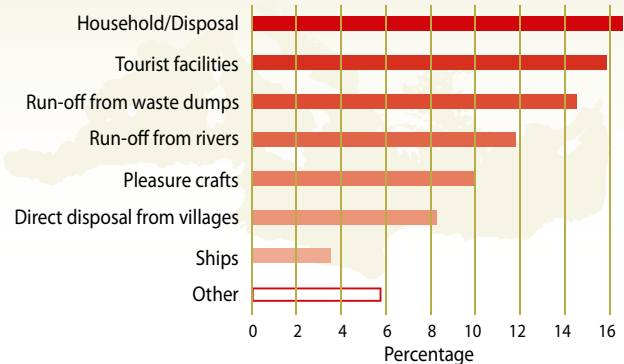 Household/Disposal
Tourist facilities
Run-off from waste dumps
Run-off from rivers
Pleasure crafts
Direct disposal from villages
Ships
Other
0 2 4 6 8 10 12 14 16
Percentage